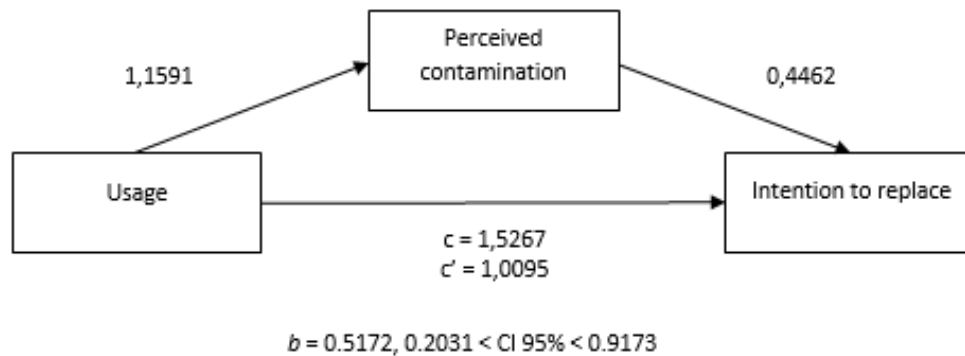 Perceived
contamination
1,1591
0,4462
Usage
Intention to replace
c = 1,5267
c' = 1,0095
b = 0.5172, 0.2031 < CI 95% < 0.9173